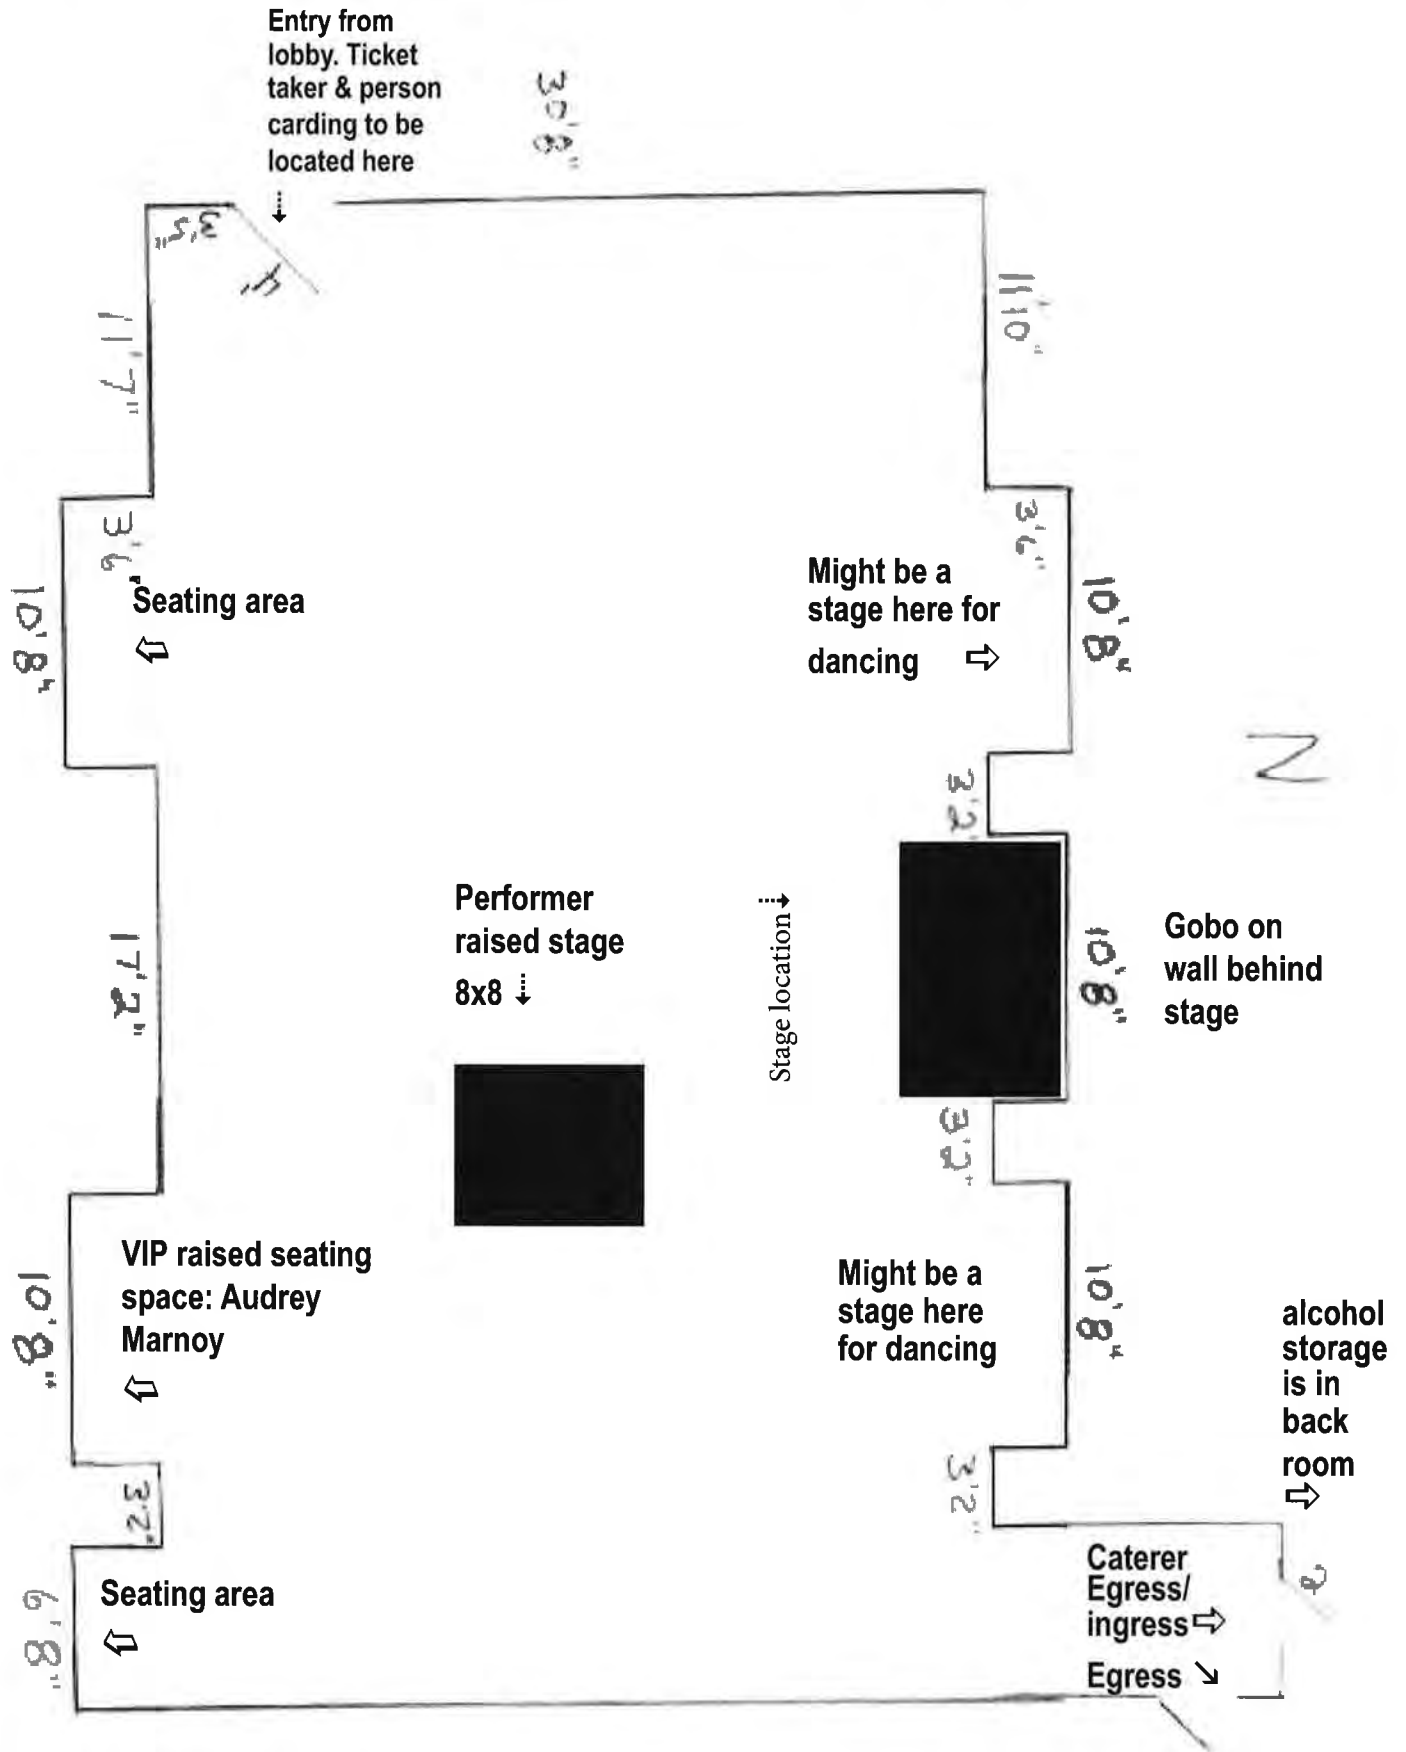 Entry from
lobby. Ticket
taker & person
carding to be
located here
30'8"
3'5"
4'
11'7"
11'10"
3'6"
3'6"
Seating area
10'8"
Might be a
stage here for
dancing
10'8"
N
3'2"
Performer
raised stage
8x8
Stage location
17'2"
10'8"
Gobo on
wall behind
stage
3'2"
VIP raised seating
space: Audrey
Marnoy
10'8"
Might be a
stage here
for dancing
10'8"
alcohol
storage
is in
back
room
3'2"
3'2"
Seating area
6'8"
Caterer
Egress/
ingress
Egress